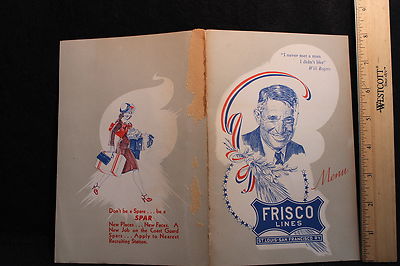 "I never met a man
I didn't like"
Will Rogers
Menu
FRISCO
LINES
ST. LOUIS-SAN FRANCISCO RY.
Don't be a Spare . . . be a
SPAR
New Places . . . New Faces. A
New Job on the Coast Guard
Spars . . . Apply to Nearest
Recruiting Station.
WESTCOTT